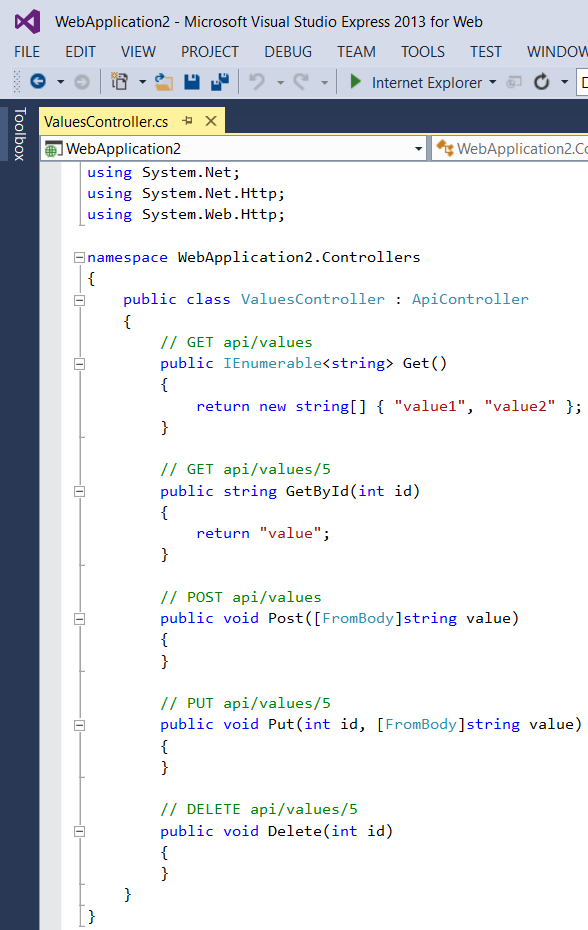 WebApplication2 - Microsoft Visual Studio Express 2013 for Web
FILE EDIT VIEW PROJECT DEBUG TEAM TOOLS TEST WINDOW
Internet Explorer
Toolbox
ValuesController.cs
WebApplication2 WebApplication2.Co
using System.Net;
using System.Net.Http;
using System.Web.Http;
namespace WebApplication2.Controllers
{
public class ValuesController : ApiController
{
// GET api/values
public IEnumerable<string> Get()
{
return new string[] { "value1", "value2" };
}
// GET api/values/5
public string GetById(int id)
{
return "value";
}
// POST api/values
public void Post([FromBody]string value)
{
}
// PUT api/values/5
public void Put(int id, [FromBody]string value)
{
}
// DELETE api/values/5
public void Delete(int id)
{
}
}
}